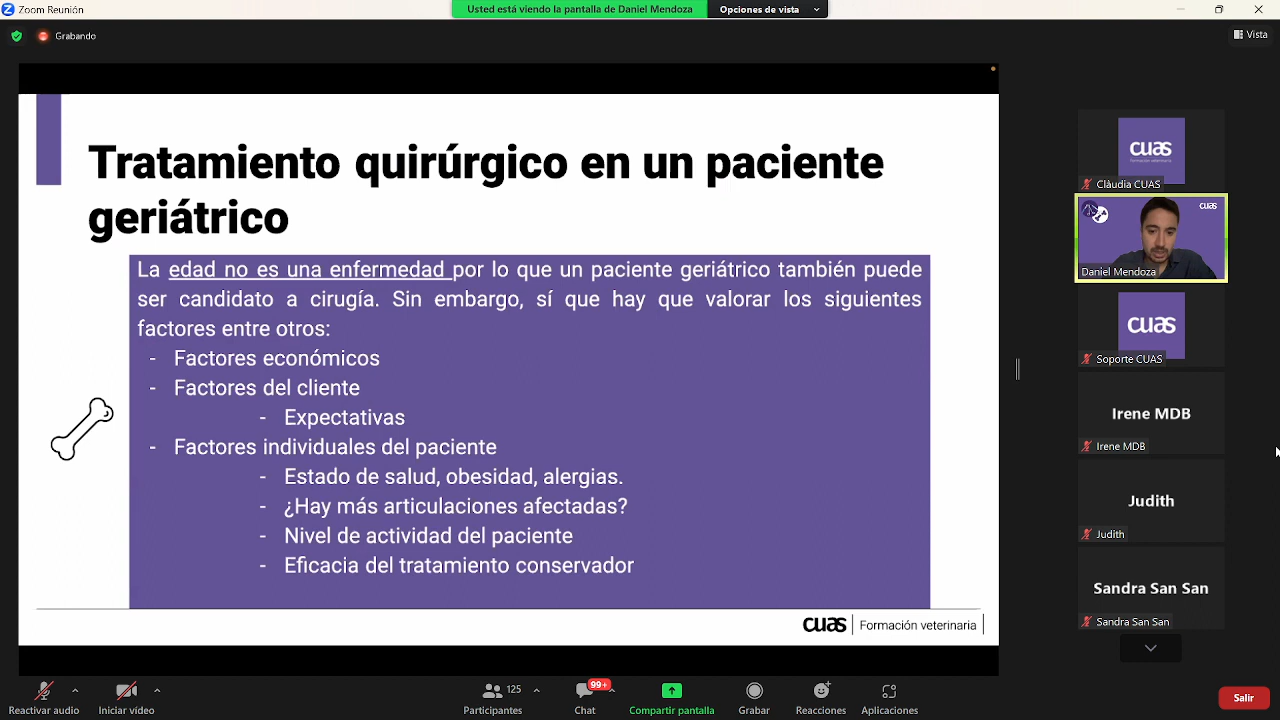 Zoom Reunión
Usted está viendo la pantalla de Daniel Mendoza
Opciones de vista
Grabando
Vista
Tratamiento quirúrgico en un paciente
geriátrico
La edad no es una enfermedad por lo que un paciente geriátrico también puede
ser candidato a cirugía. Sin embargo, sí que hay que valorar los siguientes
factores entre otros:
- Factores económicos
- Factores del cliente
- Expectativas
- Factores individuales del paciente
- Estado de salud, obesidad, alergias.
- ¿Hay más articulaciones afectadas?
- Nivel de actividad del paciente
- Eficacia del tratamiento conservador
cuas | Formación veterinaria |
cuas
Formación veterinaria
Clàudia CUAS
cuas
Daniel Mendoza
cuas
Soporte CUAS
Irene MDB
Irene MDB
Judith
Judith
Sandra San San
Sandra San San
Reactivar audio
Iniciar vídeo
125
Participantes
99+
Chat
Compartir pantalla
Grabar
Reacciones
Aplicaciones
Salir